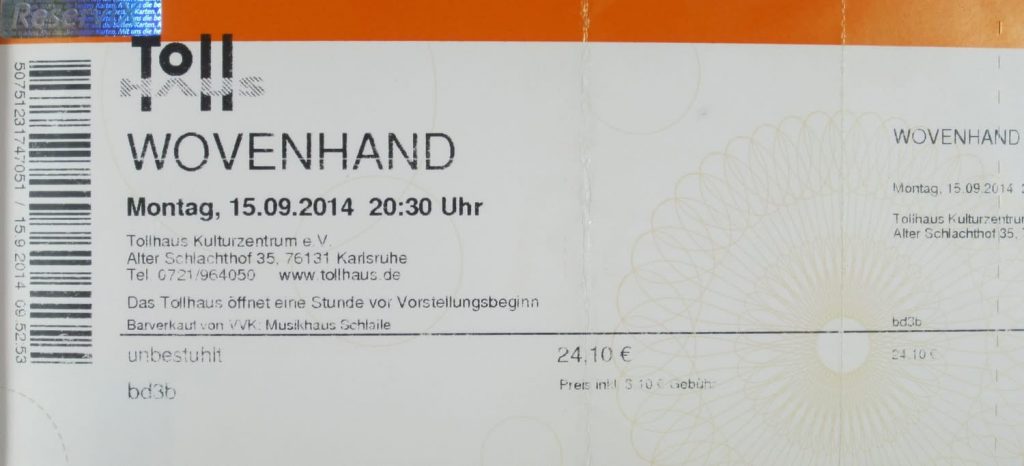 Reserv
Toll
HAUS
WOVENHAND
Montag, 15.09.2014 20:30 Uhr
Tollhaus Kulturzentrum e.V.
Alter Schlachthof 35, 76131 Karlsruhe
Tel. 0721/964050 www.tollhaus.de
Das Tollhaus öffnet eine Stunde vor Vorstellungsbeginn
Barverkauf von VVK: Musikhaus Schlaile
unbestuhlt 24,10 €
bd3b Preis inkl. 3,10 € Gebühr
50751231747051 / 15.9.2014 09:52:53
WOVENHAND
Montag, 15.09.2014
Tollhaus Kulturzentrum
Alter Schlachthof 35,
bd3b
24,10 €